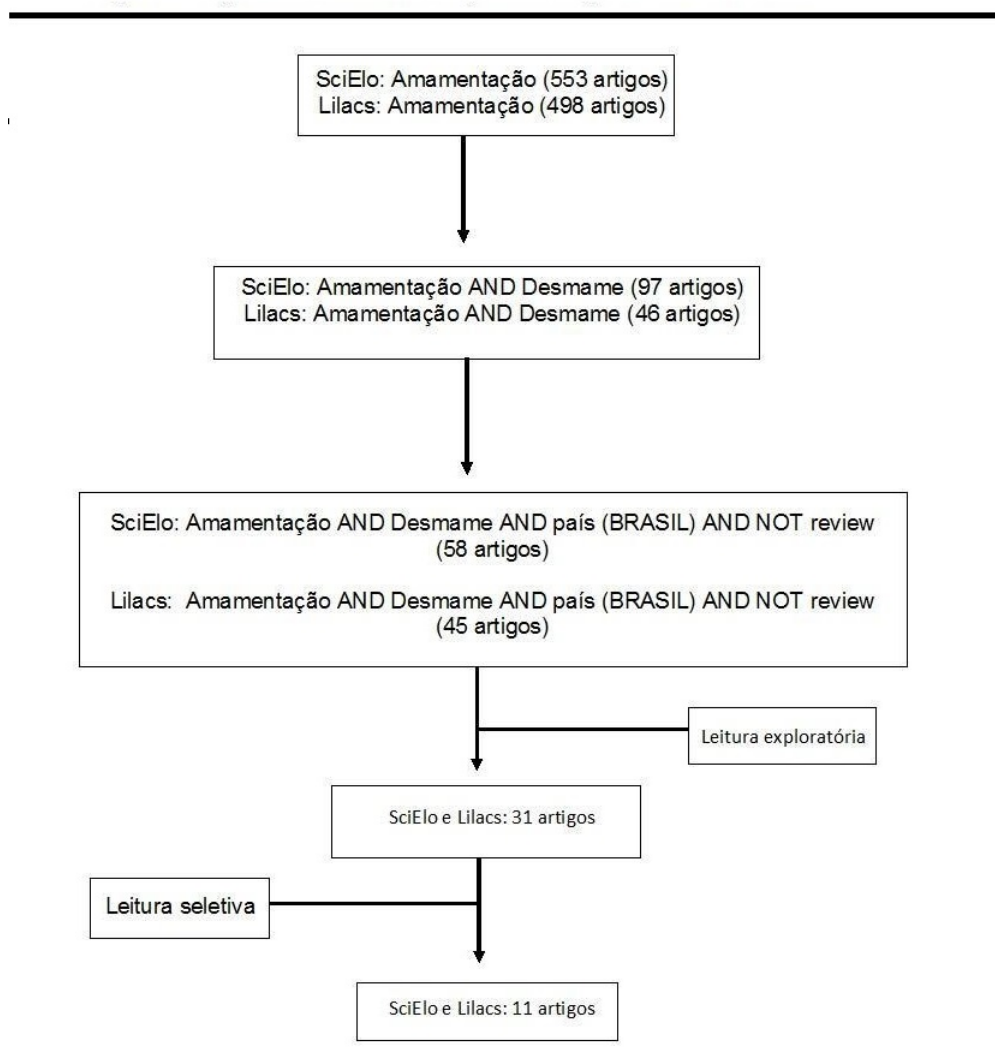 SciElo: Amamentação (553 artigos)
Lilacs: Amamentação (498 artigos)
SciElo: Amamentação AND Desmame (97 artigos)
Lilacs: Amamentação AND Desmame (46 artigos)
SciElo: Amamentação AND Desmame AND país (BRASIL) AND NOT review
(58 artigos)
Lilacs: Amamentação AND Desmame AND país (BRASIL) AND NOT review
(45 artigos)
Leitura exploratória
SciElo e Lilacs: 31 artigos
Leitura seletiva
SciElo e Lilacs: 11 artigos